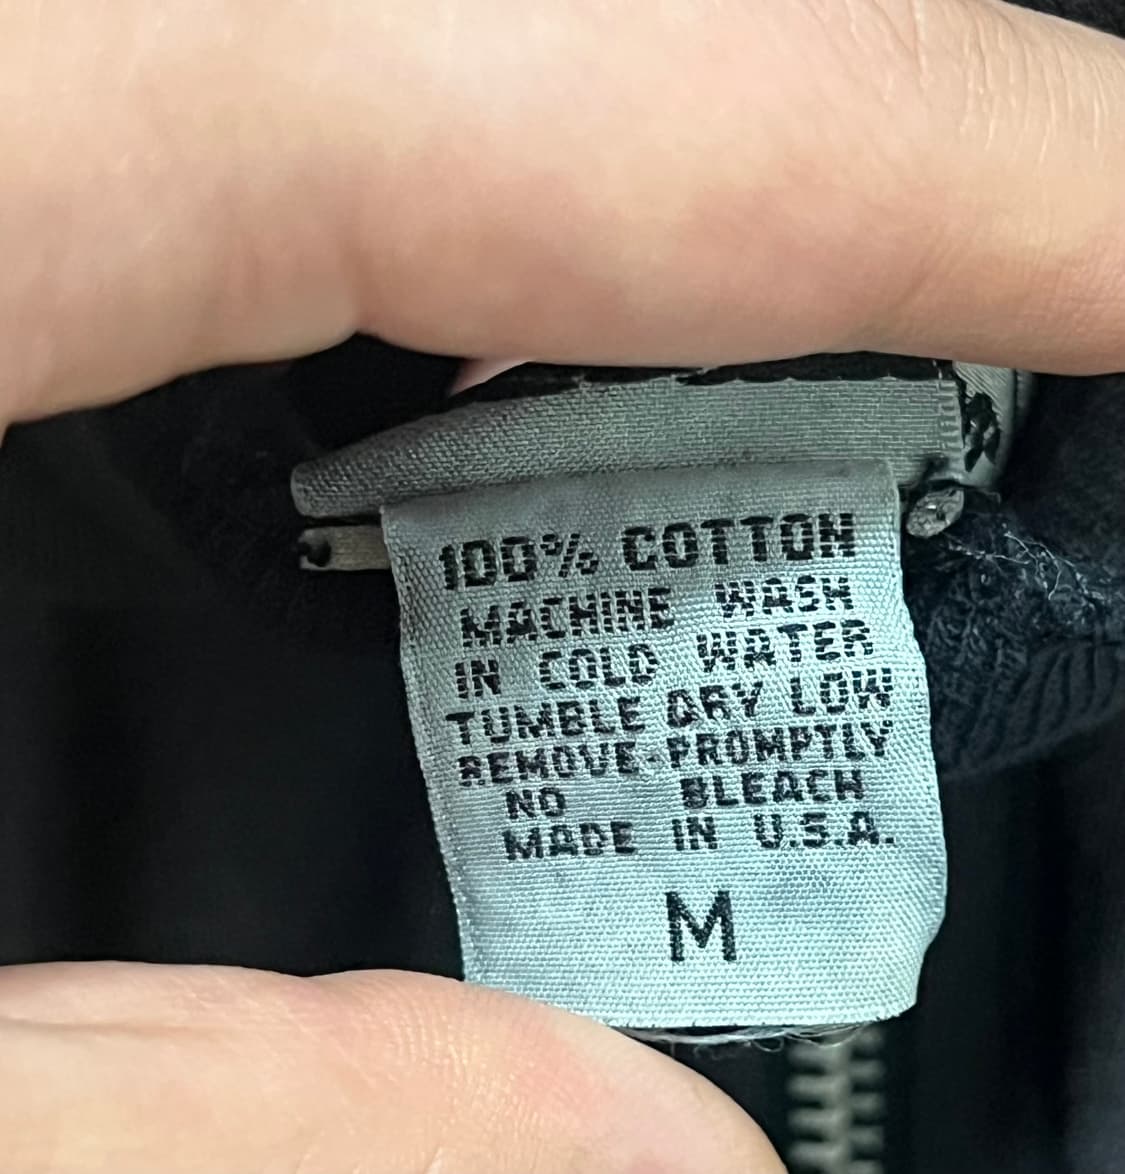 100% COTTON
MACHINE WASH
IN COLD WATER
TUMBLE DRY LOW
REMOVE-PROMPTLY
NO BLEACH
MADE IN U.S.A.
M